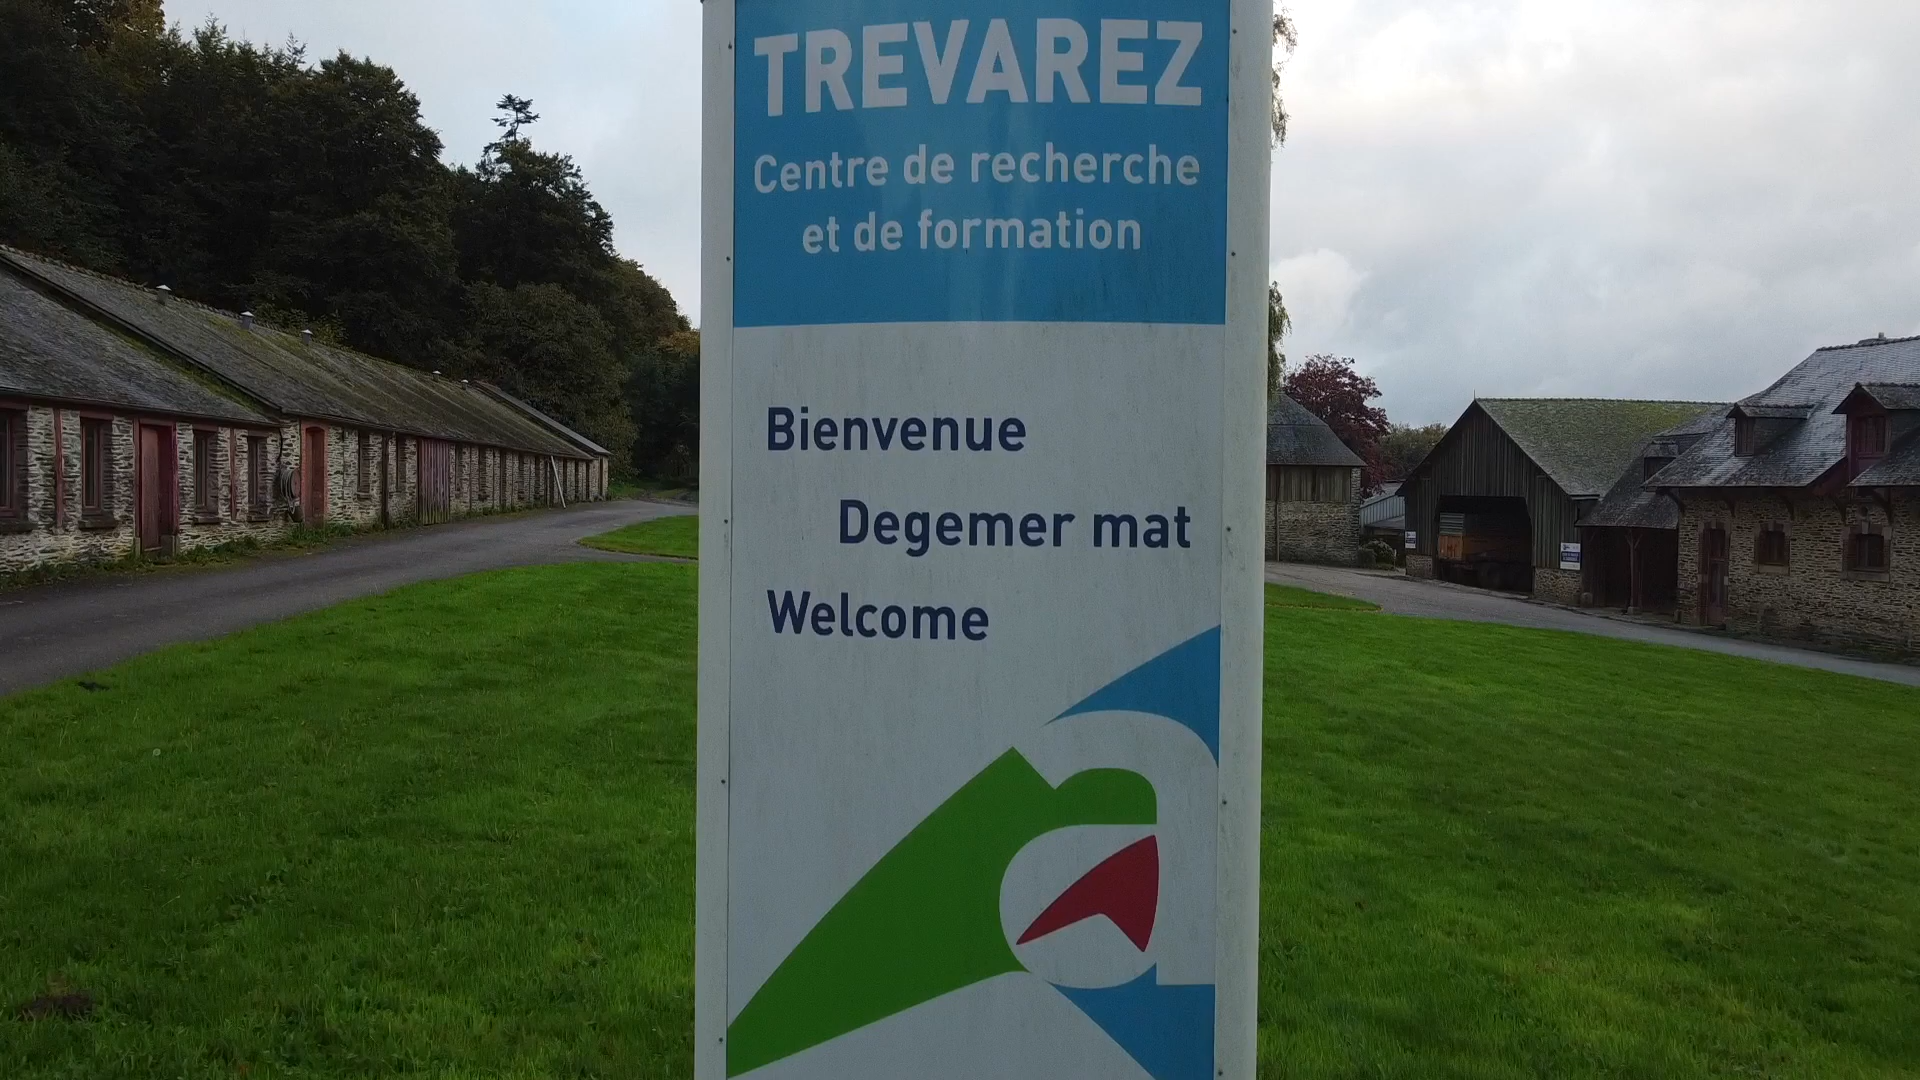 TREVAREZ
Centre de recherche
et de formation
Bienvenue
Degemer mat
Welcome